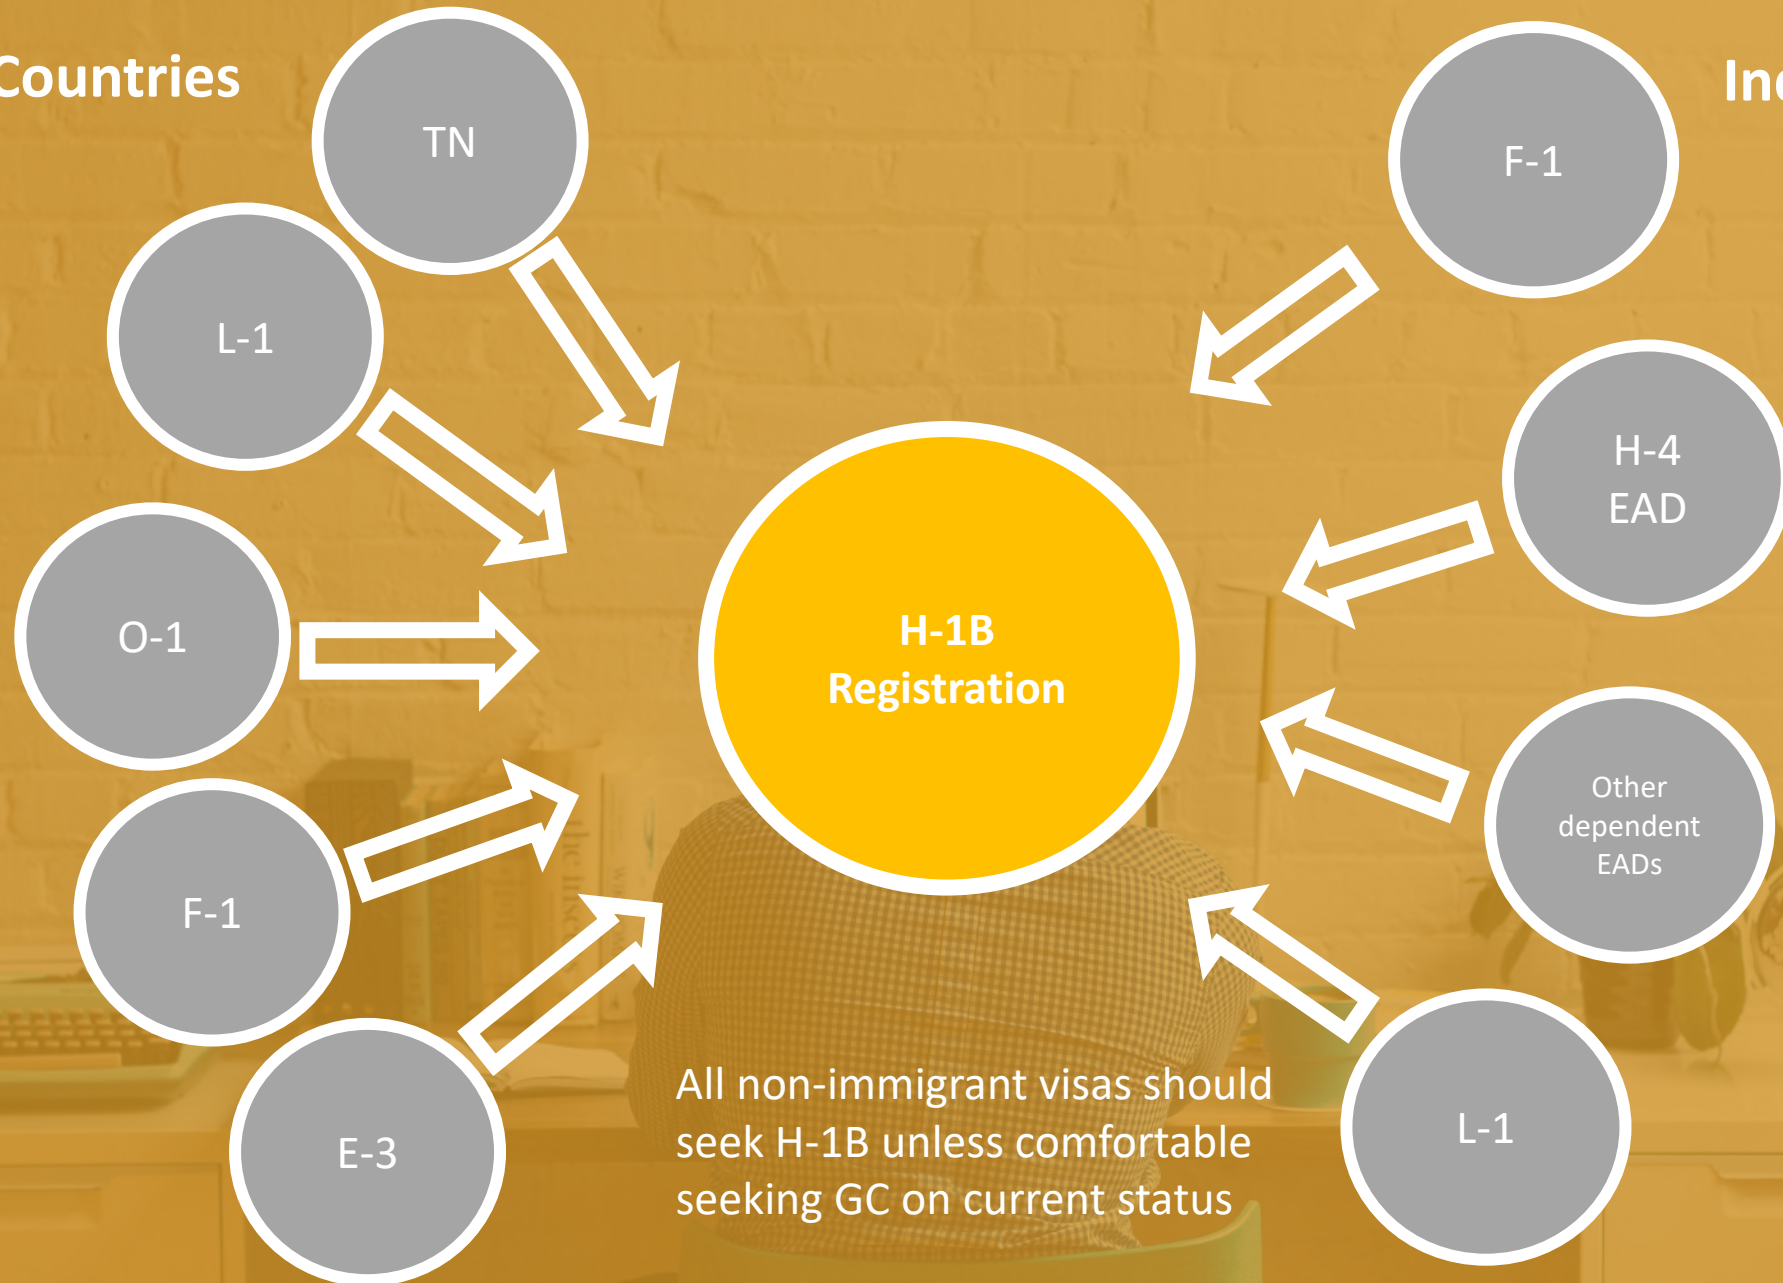 Countries
TN
L-1
O-1
F-1
E-3
H-1B
Registration
All non-immigrant visas should
seek H-1B unless comfortable
seeking GC on current status
F-1
H-4
EAD
Other
dependent
EADs
L-1